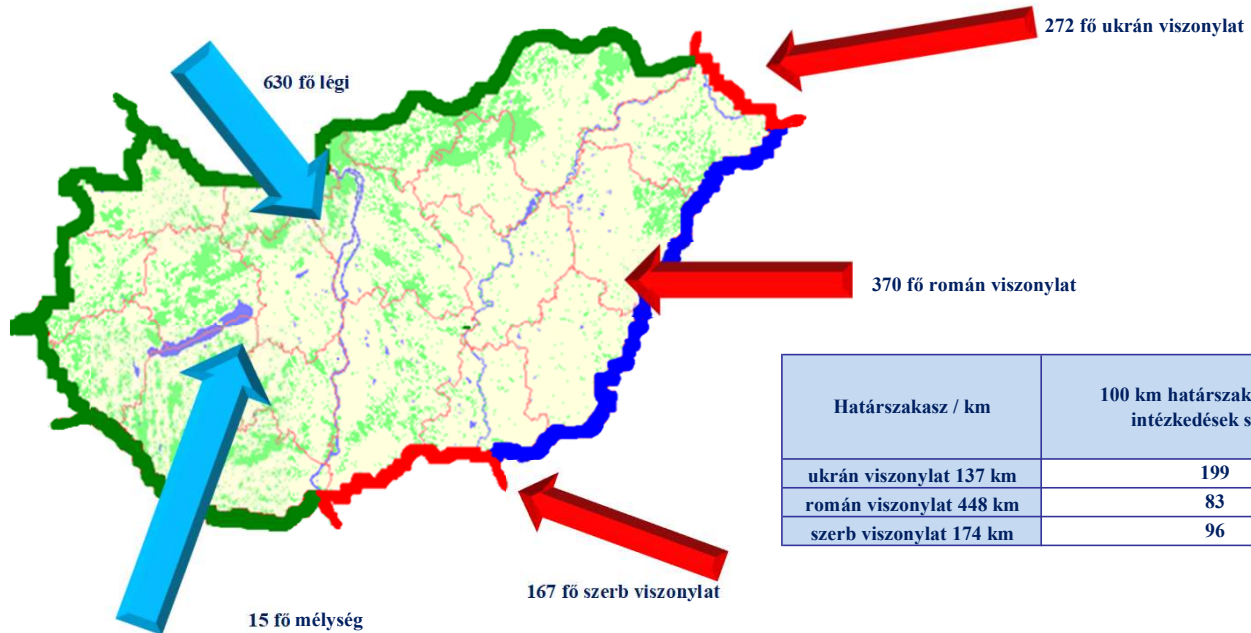 272 fő ukrán viszonylat
630 fő légi
370 fő román viszonylat
Határszakasz / km
100 km határszak
intézkedések s
ukrán viszonylat 137 km 199
román viszonylat 448 km 83
szerb viszonylat 174 km 96
167 fő szerb viszonylat
15 fő mélység